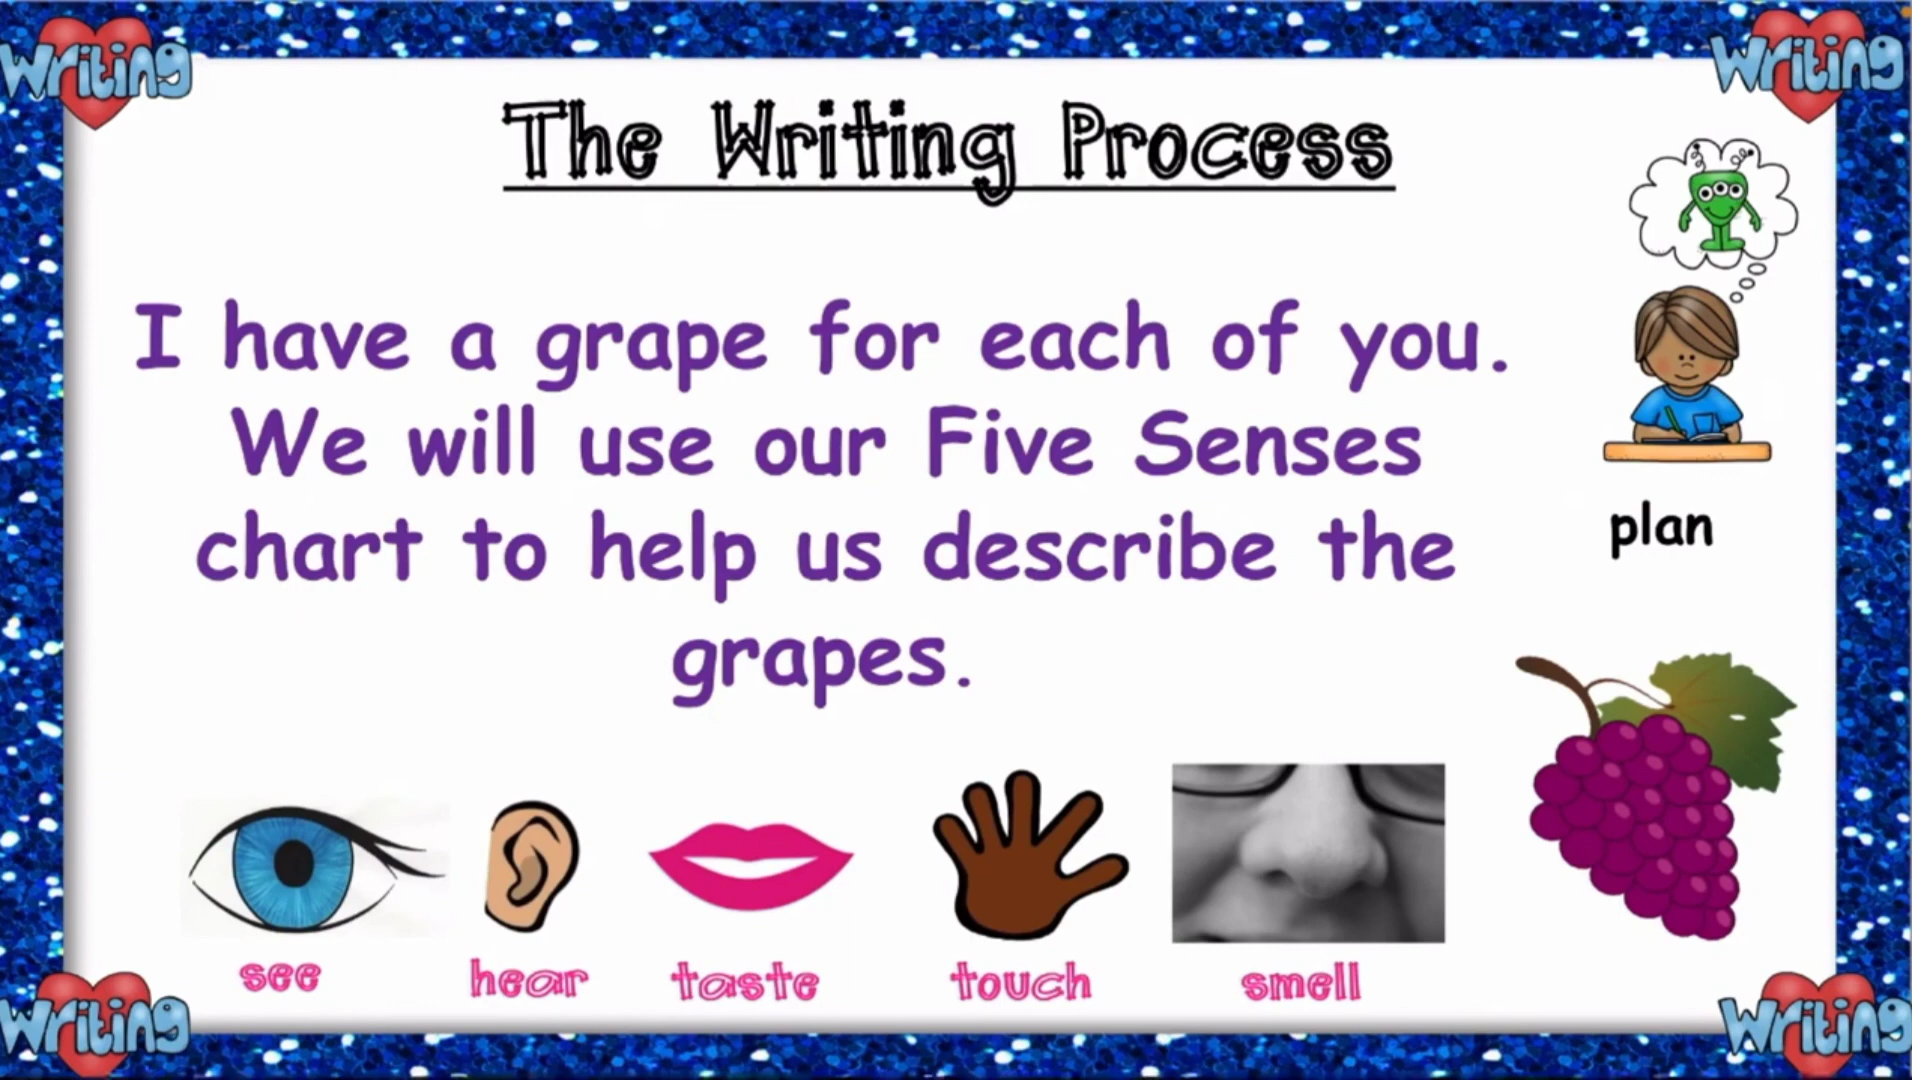 Writing
Writing
The Writing Process
I have a grape for each of you.
We will use our Five Senses
chart to help us describe the
grapes.
plan
see
hear
taste
touch
smell
Writing
Writing